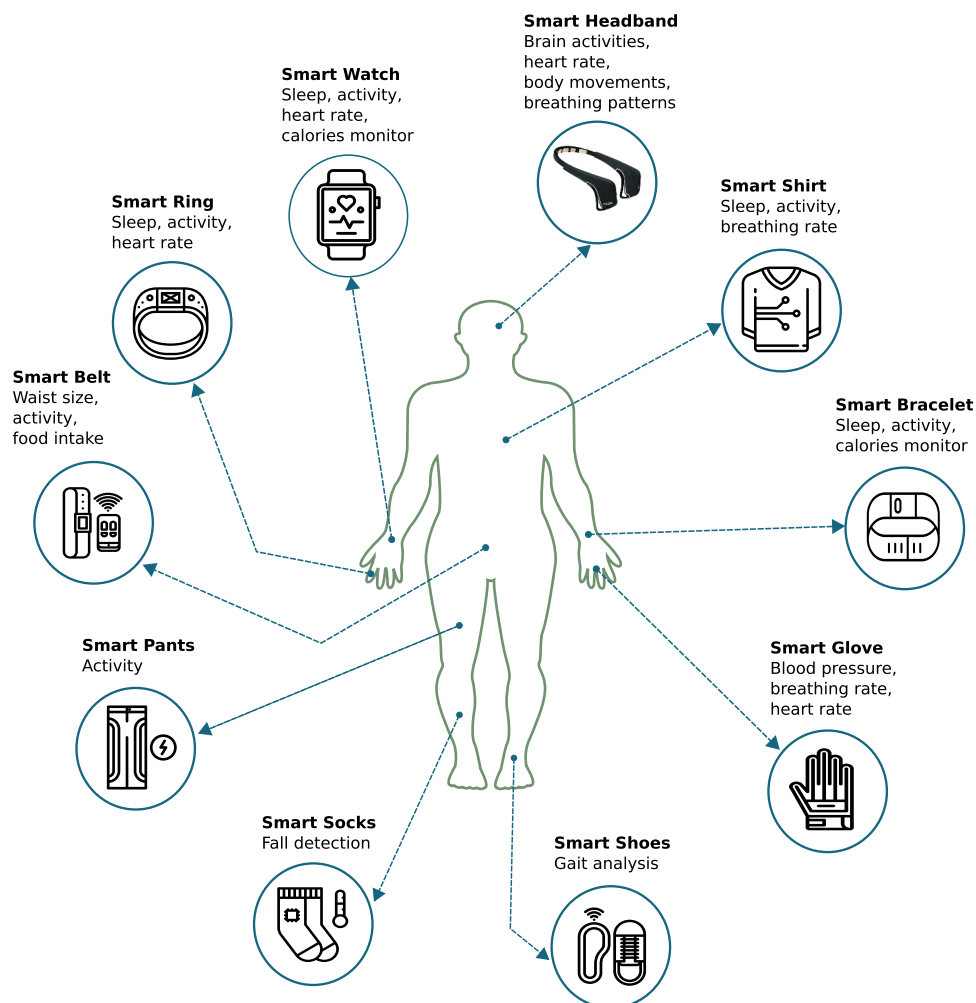 Smart Headband
Brain activities,
heart rate,
body movements,
breathing patterns
Smart Watch
Sleep, activity,
heart rate,
calories monitor
Smart Shirt
Sleep, activity,
breathing rate
Smart Ring
Sleep, activity,
heart rate
Smart Belt
Waist size,
activity,
food intake
Smart Bracelet
Sleep, activity,
calories monitor
Smart Pants
Activity
Smart Glove
Blood pressure,
breathing rate,
heart rate
Smart Socks
Fall detection
Smart Shoes
Gait analysis